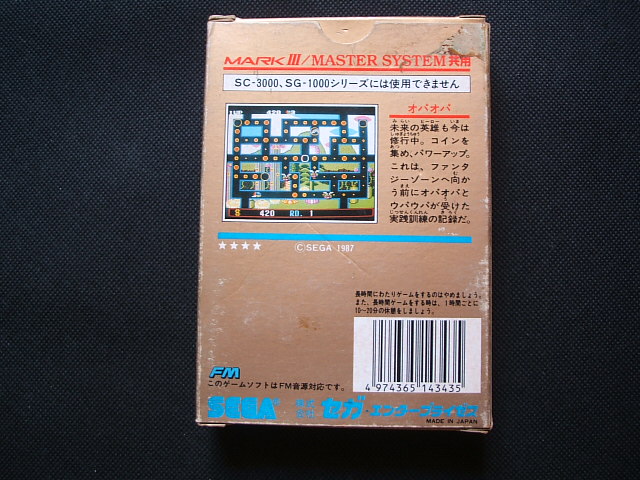 MARK III / MASTER SYSTEM 共用
SC-3000、SG-1000シリーズには使用できません
420
オパオパ
未来の英雄も今は
修行中。コインを
集め、パワーアップ。
これは、ファンタ
ジーゾーンへ向か
う前にオパオパと
ウパウパが受けた
実践訓練の記録だ。
8 420 RD. 1
★★★★
©SEGA 1987
長時間にわたりゲームをするのはやめましょう。
また、長時間ゲームをする時は、1時間ごとに
10〜20分の休憩をしましょう。
FM
このゲームソフトはFM音源対応です。
4 974365 143435
SEGA® 株式会社 セガ・エンタープライゼス
MADE IN JAPAN